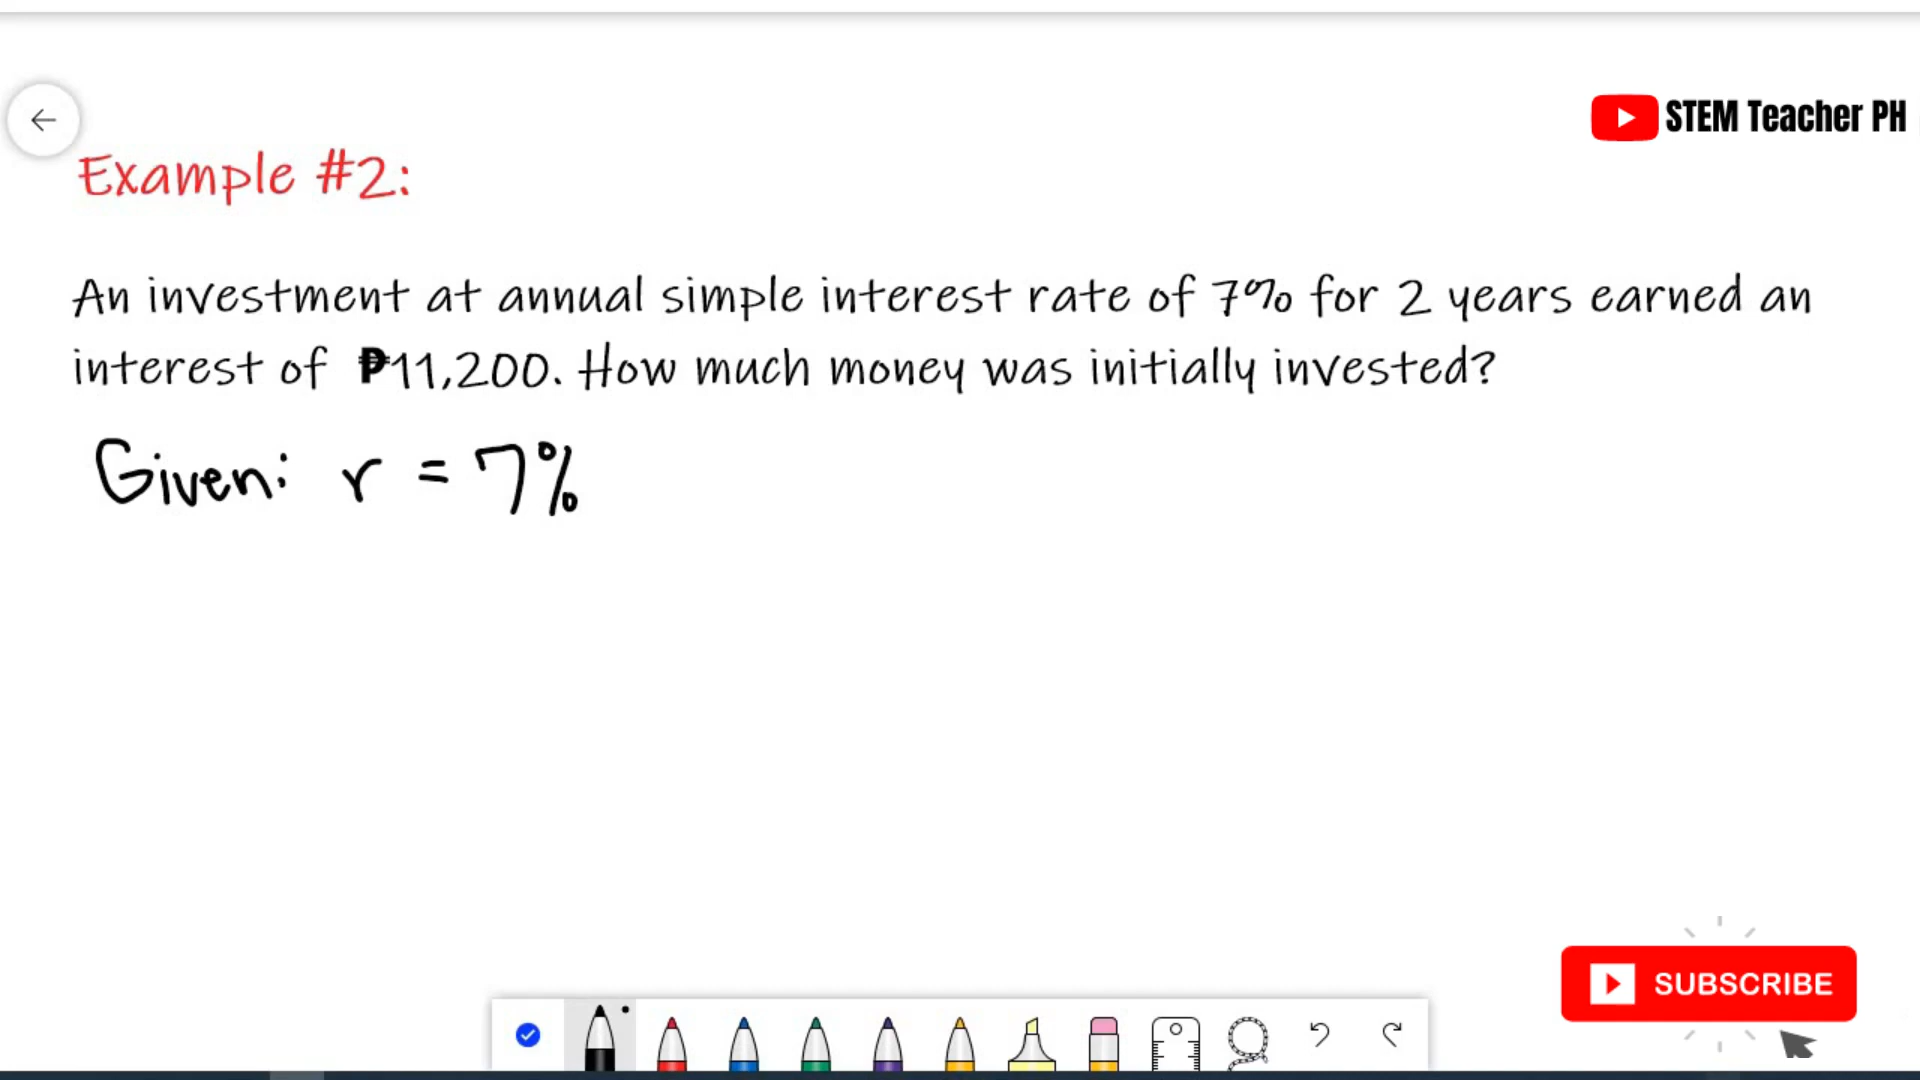 STEM Teacher PH
Example #2:
An investment at annual simple interest rate of 7% for 2 years earned an
interest of ₱11,200. How much money was initially invested?
Given: r = 7%
SUBSCRIBE